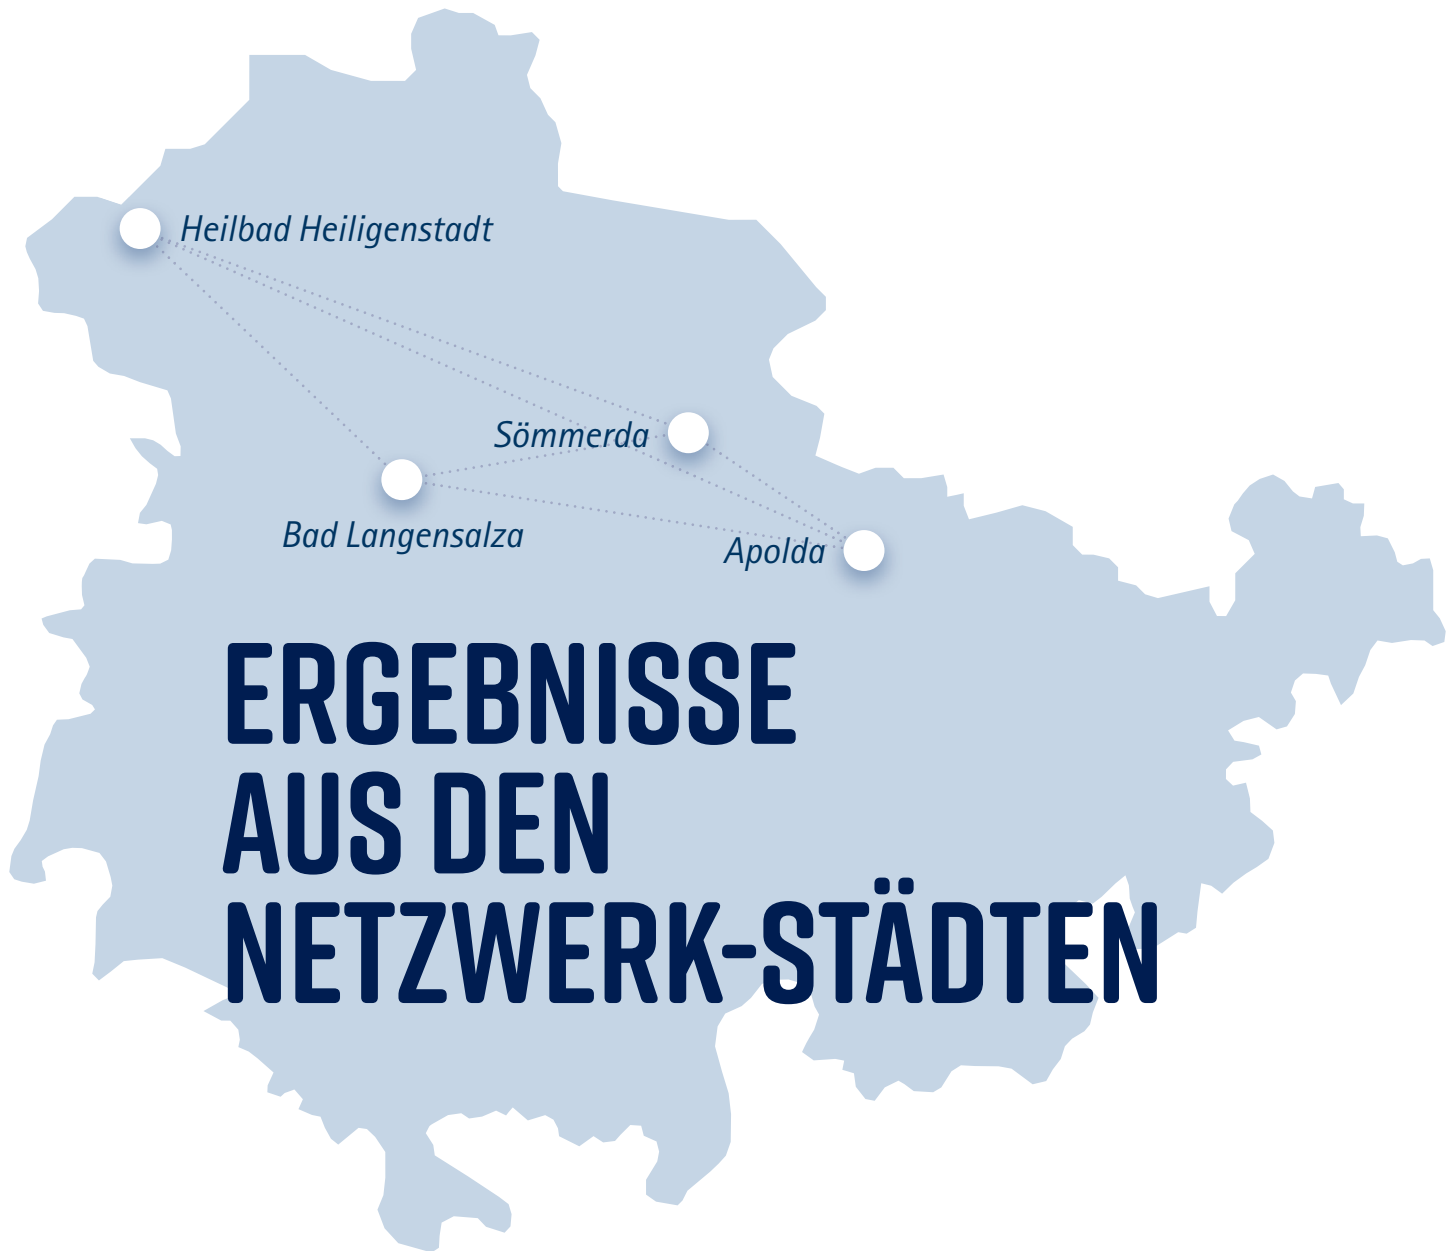 Heilbad Heiligenstadt
Sömmerda
Bad Langensalza
Apolda
ERGEBNISSE
AUS DEN
NETZWERK-STÄDTEN